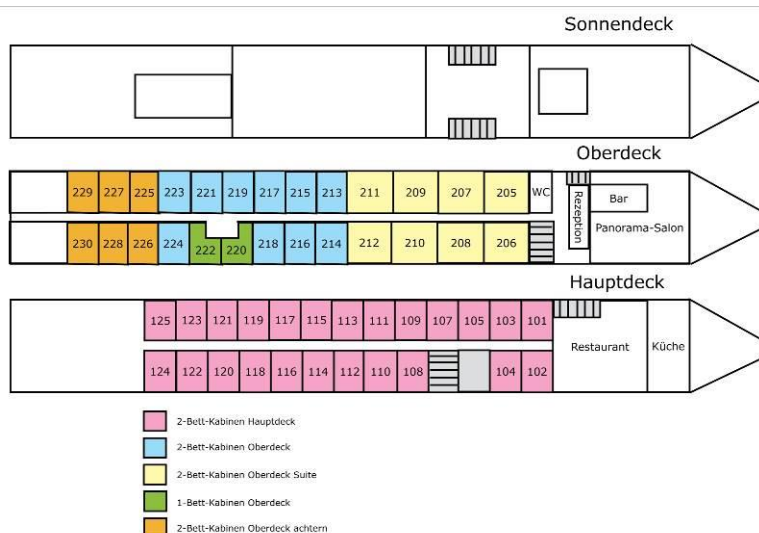 Sonnendeck
Oberdeck
229 227 225 223 221 219 217 215 213 211 209 207 205 WC
Rezeption
Bar
Panorama-Salon
230 228 226 224 222 220 218 216 214 212 210 208 206
Hauptdeck
125 123 121 119 117 115 113 111 109 107 105 103 101
Restaurant
Küche
124 122 120 118 116 114 112 110 108 104 102
2-Bett-Kabinen Hauptdeck
2-Bett-Kabinen Oberdeck
2-Bett-Kabinen Oberdeck Suite
1-Bett-Kabinen Oberdeck
2-Bett-Kabinen Oberdeck achtern